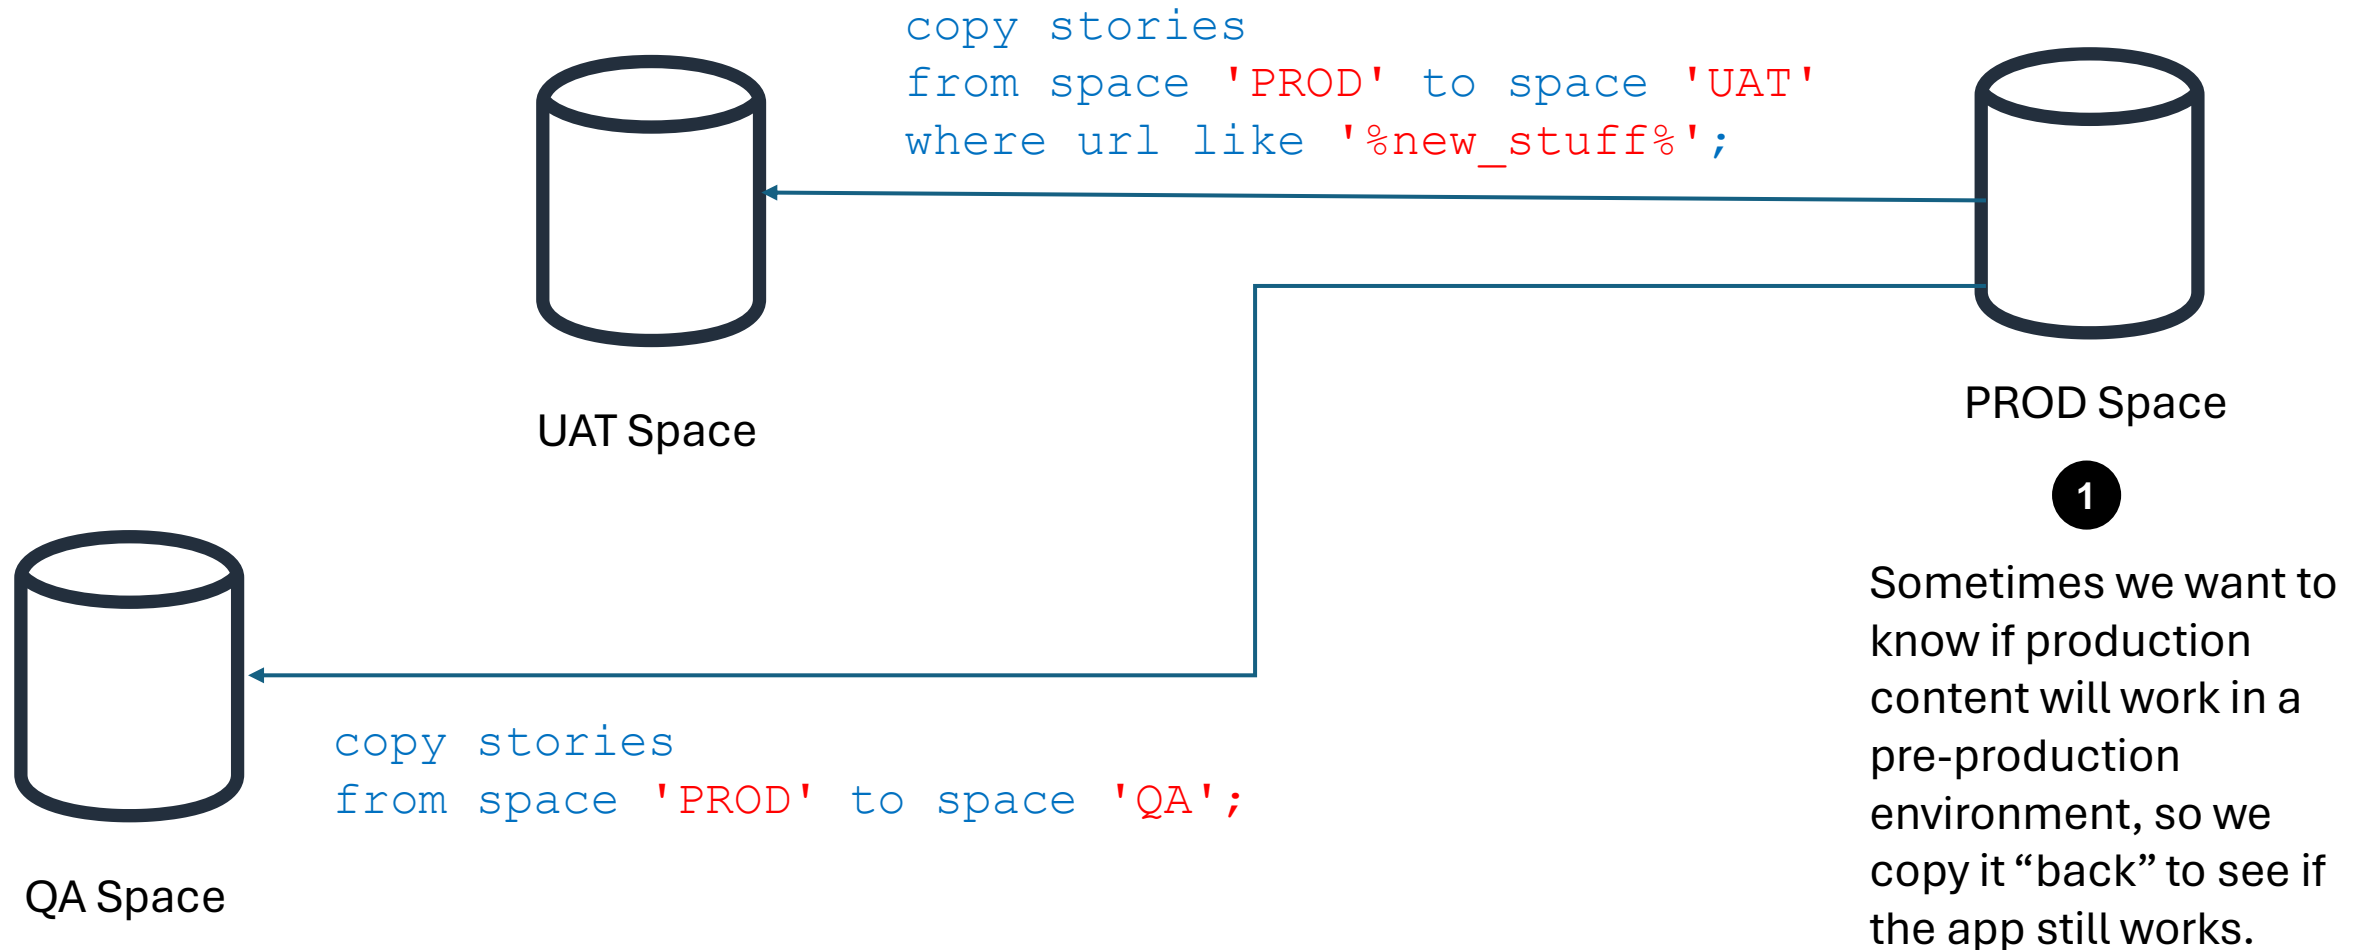 copy stories
from space 'PROD' to space 'UAT'
where url like '%new_stuff%';
UAT Space
PROD Space
1
Sometimes we want to
know if production
content will work in a
pre-production
environment, so we
copy it “back” to see if
the app still works.
copy stories
from space 'PROD' to space 'QA';
QA Space